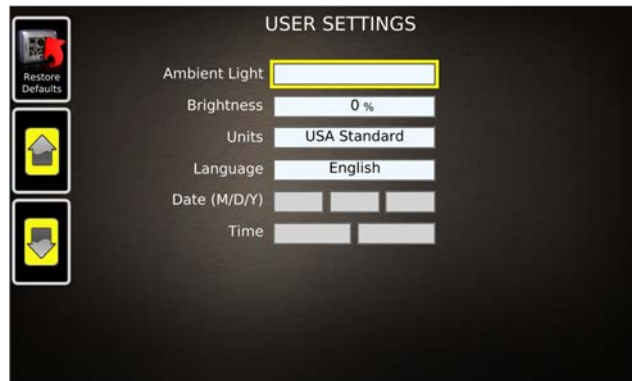 USER SETTINGS
Restore
Defaults
Ambient Light
Brightness 0 %
Units USA Standard
Language English
Date (M/D/Y)
Time